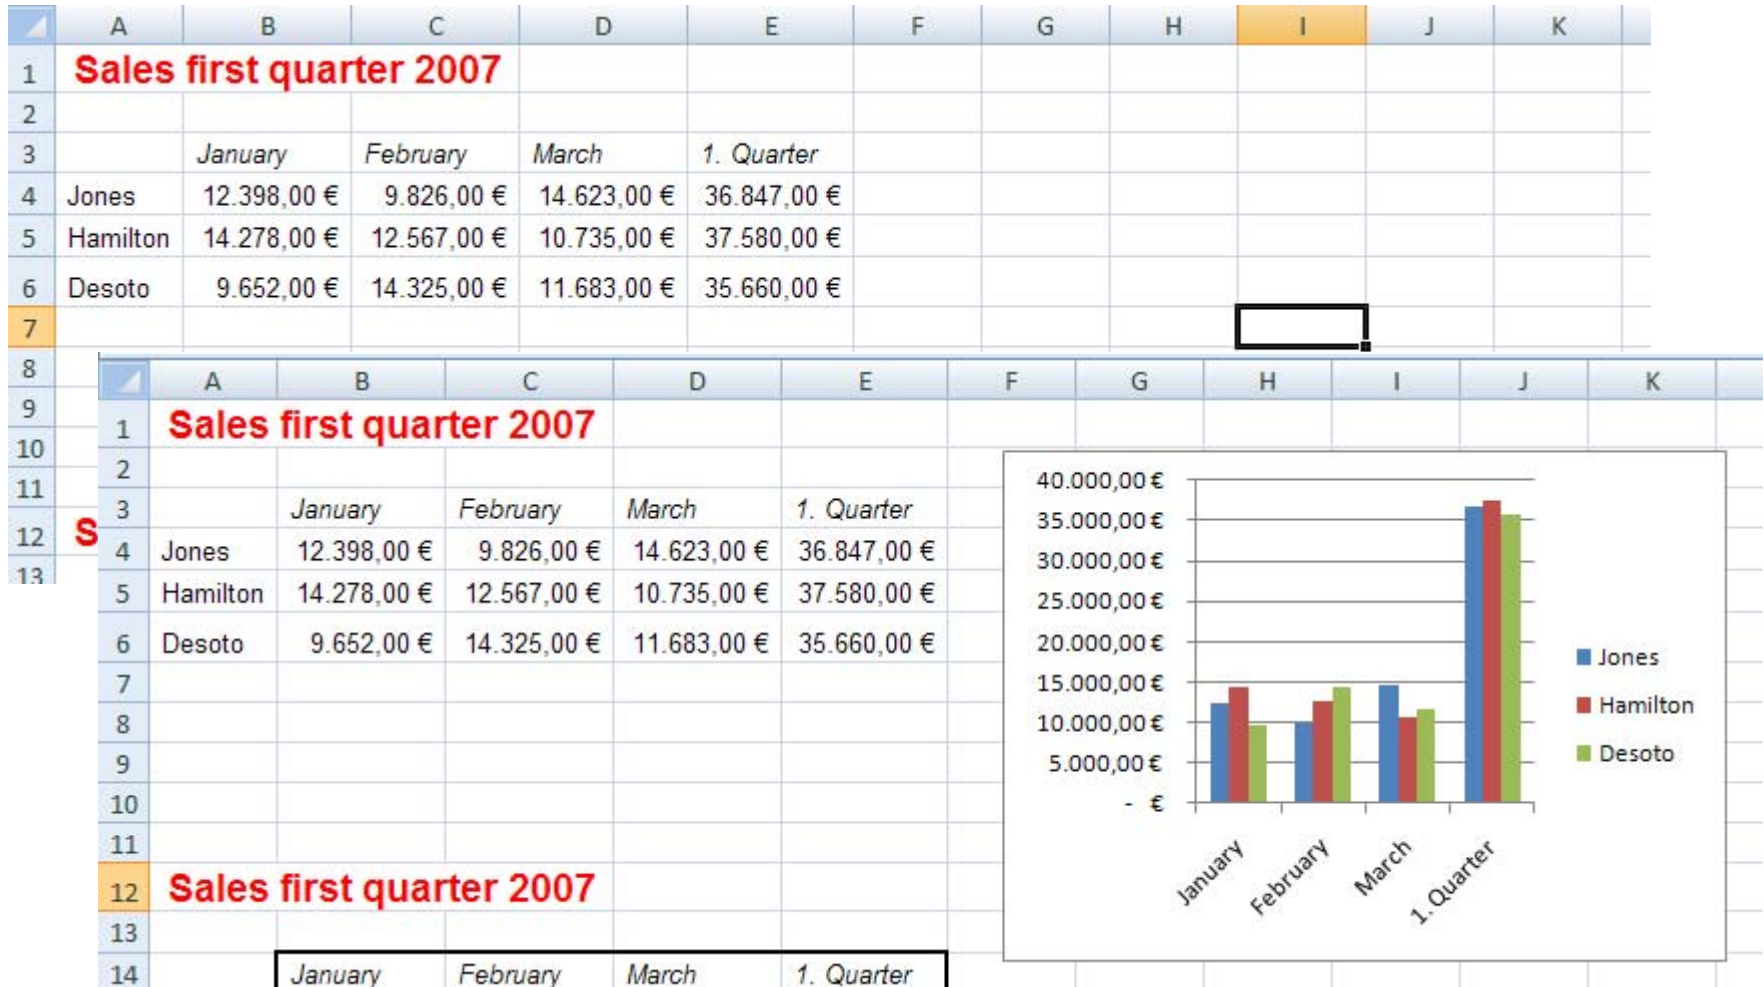 A B C D E F G H I J K
1 Sales first quarter 2007
2
3 January February March 1. Quarter
4 Jones 12.398,00 € 9.826,00 € 14.623,00 € 36.847,00 €
5 Hamilton 14.278,00 € 12.567,00 € 10.735,00 € 37.580,00 €
6 Desoto 9.652,00 € 14.325,00 € 11.683,00 € 35.660,00 €
7
8
9
10
11
12 S
13
A B C D E F G H I J K
1 Sales first quarter 2007
2
3 January February March 1. Quarter
4 Jones 12.398,00 € 9.826,00 € 14.623,00 € 36.847,00 €
5 Hamilton 14.278,00 € 12.567,00 € 10.735,00 € 37.580,00 €
6 Desoto 9.652,00 € 14.325,00 € 11.683,00 € 35.660,00 €
7
8
9
10
11
12 Sales first quarter 2007
13
14 January February March 1. Quarter
40.000,00 €
35.000,00 €
30.000,00 €
25.000,00 €
20.000,00 €
15.000,00 €
10.000,00 €
5.000,00 €
- €
January February March 1. Quarter
Jones
Hamilton
Desoto